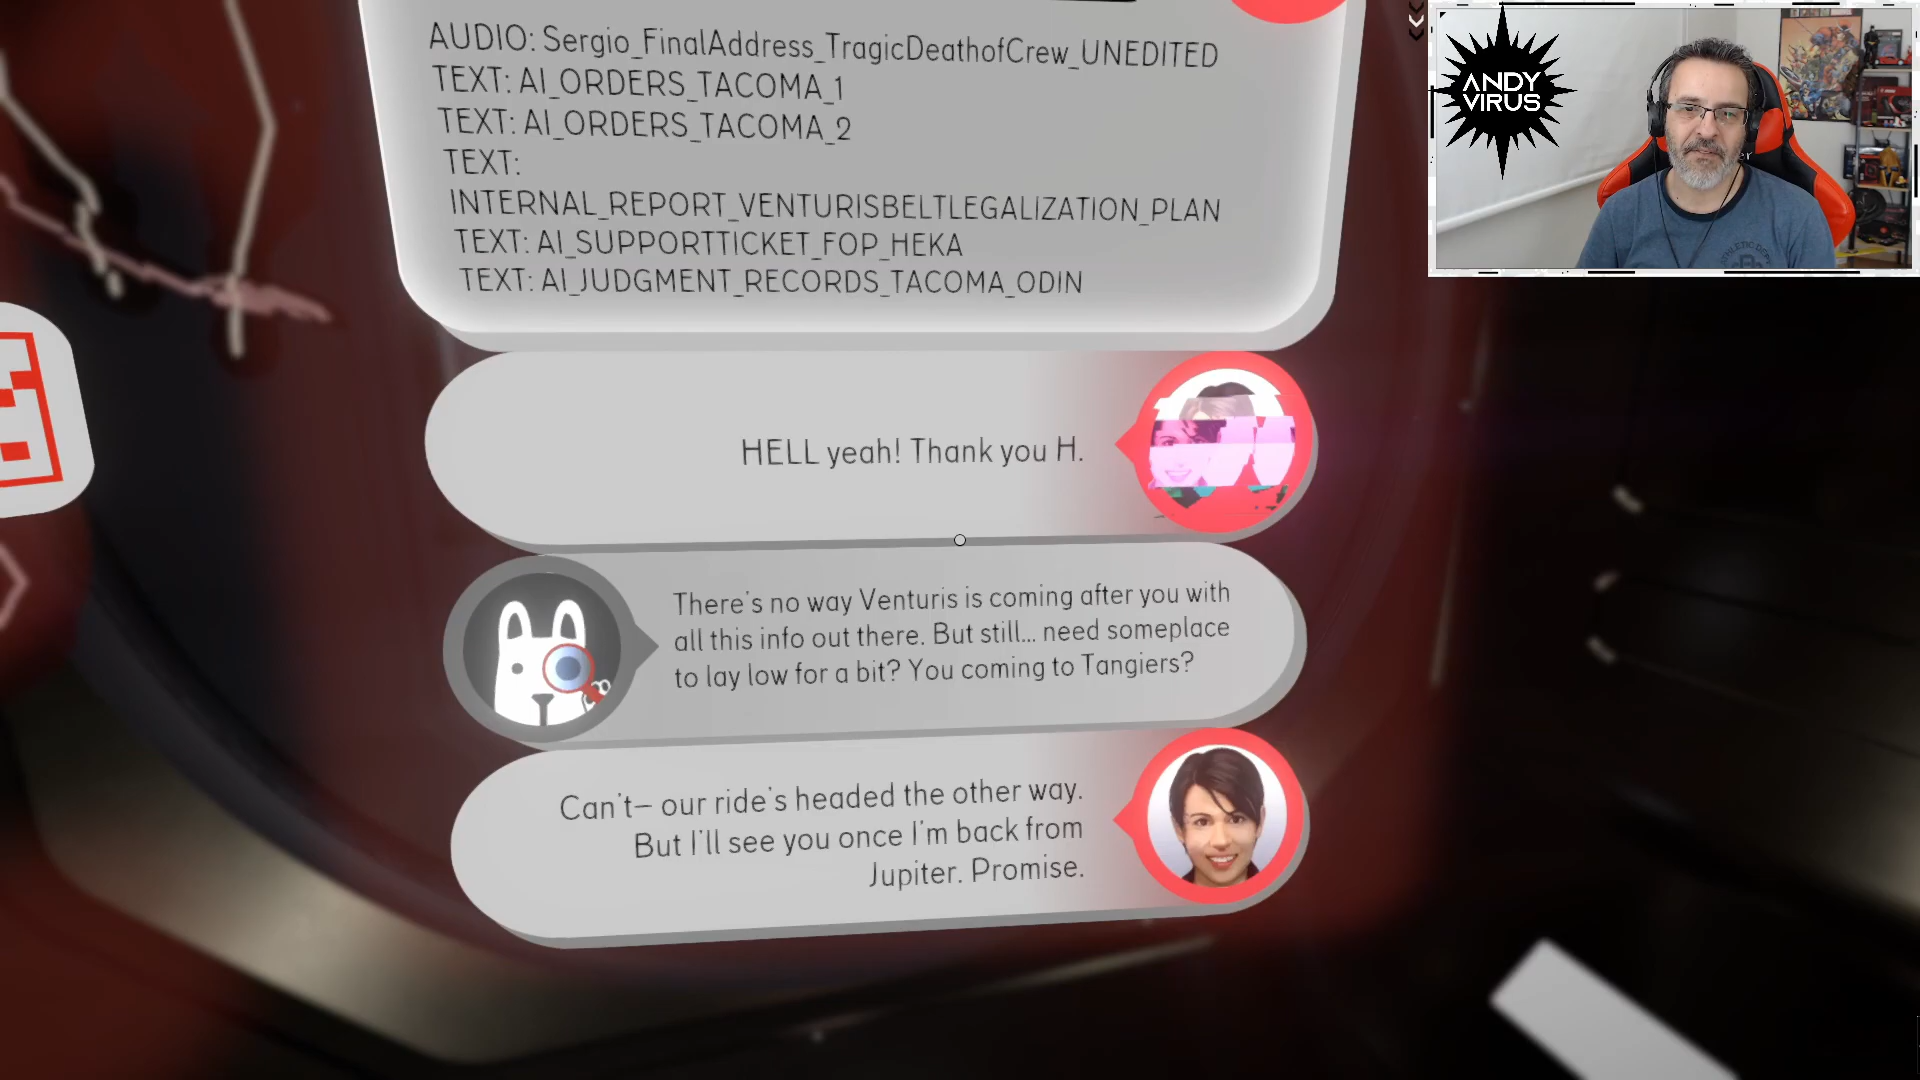 AUDIO: Sergio_FinalAddress_TragicDeathofCrew_UNEDITED
TEXT: AI_ORDERS_TACOMA_1
TEXT: AI_ORDERS_TACOMA_2
TEXT:
INTERNAL_REPORT_VENTURISBELTLEGALIZATION_PLAN
TEXT: AI_SUPPORTTICKET_FOP_HEKA
TEXT: AI_JUDGMENT_RECORDS_TACOMA_ODIN
HELL yeah! Thank you H.
There's no way Venturis is coming after you with
all this info out there. But still... need someplace
to lay low for a bit? You coming to Tangiers?
Can't– our ride's headed the other way.
But I'll see you once I'm back from
Jupiter. Promise.
ANDY
VIRUS